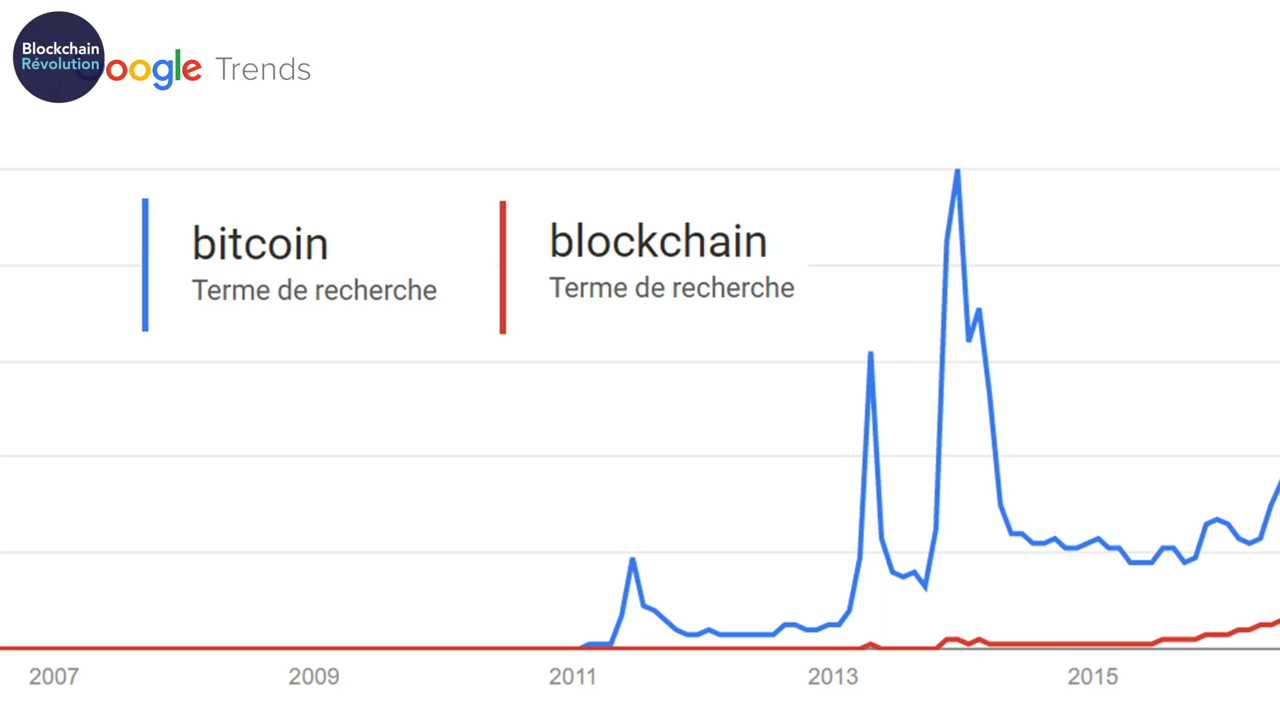 Blockchain
Révolution
Google Trends
bitcoin
Terme de recherche
blockchain
Terme de recherche
2007
2009
2011
2013
2015